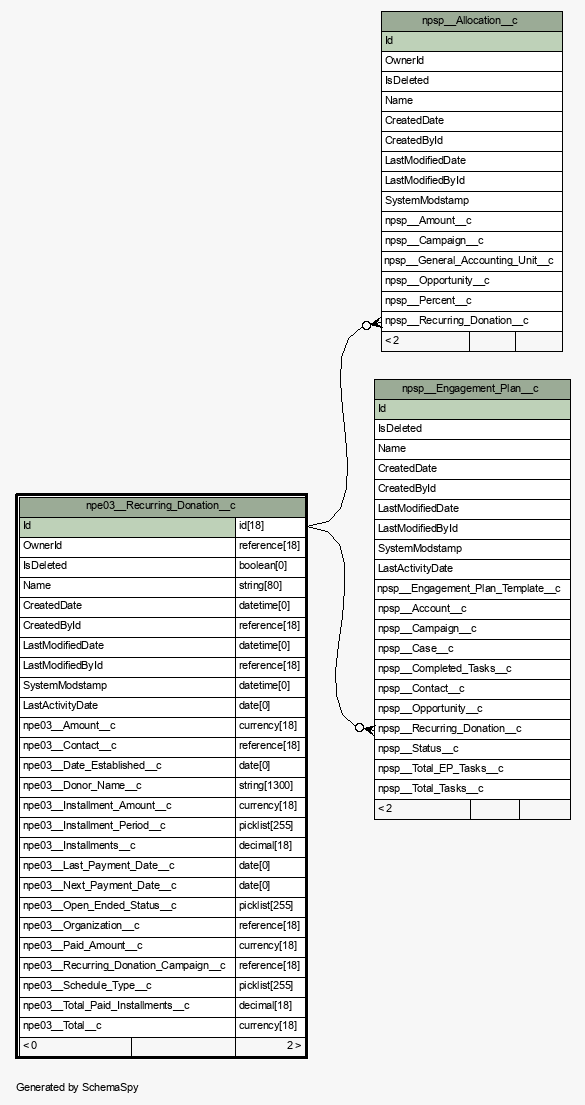 npsp__Allocation__c
Id
OwnerId
IsDeleted
Name
CreatedDate
CreatedById
LastModifiedDate
LastModifiedById
SystemModstamp
npsp__Amount__c
npsp__Campaign__c
npsp__General_Accounting_Unit__c
npsp__Opportunity__c
npsp__Percent__c
npsp__Recurring_Donation__c
< 2
npsp__Engagement_Plan__c
Id
IsDeleted
Name
CreatedDate
CreatedById
LastModifiedDate
LastModifiedById
SystemModstamp
LastActivityDate
npsp__Engagement_Plan_Template__c
npsp__Account__c
npsp__Campaign__c
npsp__Case__c
npsp__Completed_Tasks__c
npsp__Contact__c
npsp__Opportunity__c
npsp__Recurring_Donation__c
npsp__Status__c
npsp__Total_EP_Tasks__c
npsp__Total_Tasks__c
< 2
npe03__Recurring_Donation__c
Id id[18]
OwnerId reference[18]
IsDeleted boolean[0]
Name string[80]
CreatedDate datetime[0]
CreatedById reference[18]
LastModifiedDate datetime[0]
LastModifiedById reference[18]
SystemModstamp datetime[0]
LastActivityDate date[0]
npe03__Amount__c currency[18]
npe03__Contact__c reference[18]
npe03__Date_Established__c date[0]
npe03__Donor_Name__c string[1300]
npe03__Installment_Amount__c currency[18]
npe03__Installment_Period__c picklist[255]
npe03__Installments__c decimal[18]
npe03__Last_Payment_Date__c date[0]
npe03__Next_Payment_Date__c date[0]
npe03__Open_Ended_Status__c picklist[255]
npe03__Organization__c reference[18]
npe03__Paid_Amount__c currency[18]
npe03__Recurring_Donation_Campaign__c reference[18]
npe03__Schedule_Type__c picklist[255]
npe03__Total_Paid_Installments__c decimal[18]
npe03__Total__c currency[18]
< 0 2 >
Generated by SchemaSpy